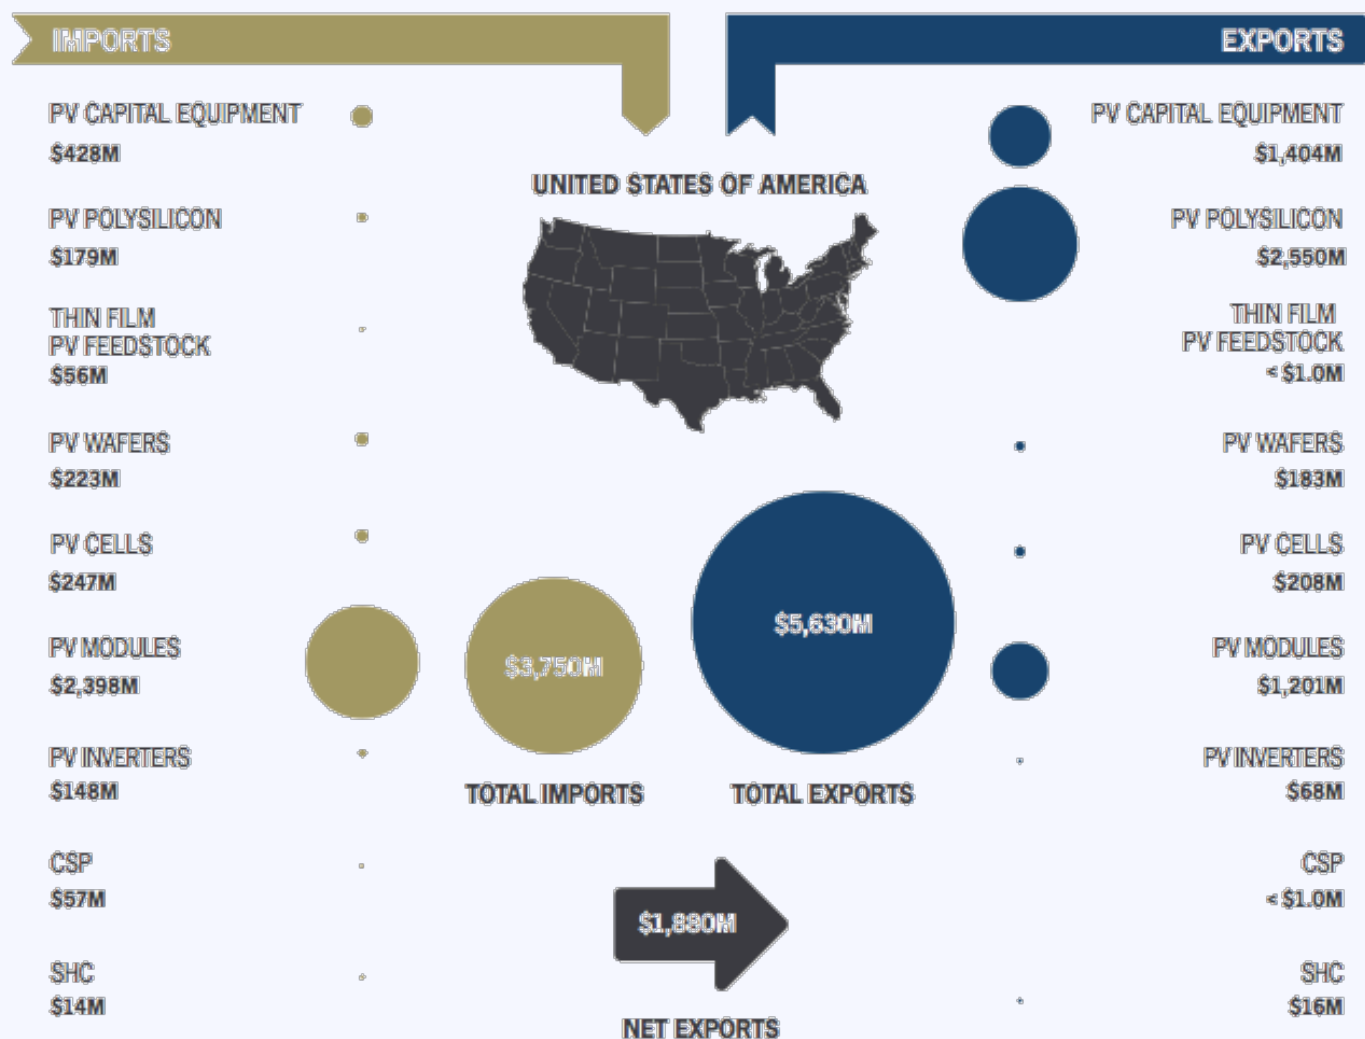 IMPORTS
PV CAPITAL EQUIPMENT
$428M
PV POLYSILICON
$179M
THIN FILM
PV FEEDSTOCK
$56M
PV WAFERS
$223M
PV CELLS
$247M
PV MODULES
$2,398M
PV INVERTERS
$148M
CSP
$57M
SHC
$14M
UNITED STATES OF AMERICA
$3,750M
TOTAL IMPORTS
$5,630M
TOTAL EXPORTS
$1,880M
NET EXPORTS
EXPORTS
PV CAPITAL EQUIPMENT
$1,404M
PV POLYSILICON
$2,550M
THIN FILM
PV FEEDSTOCK
< $1.0M
PV WAFERS
$183M
PV CELLS
$208M
PV MODULES
$1,201M
PV INVERTERS
$68M
CSP
< $1.0M
SHC
$16M